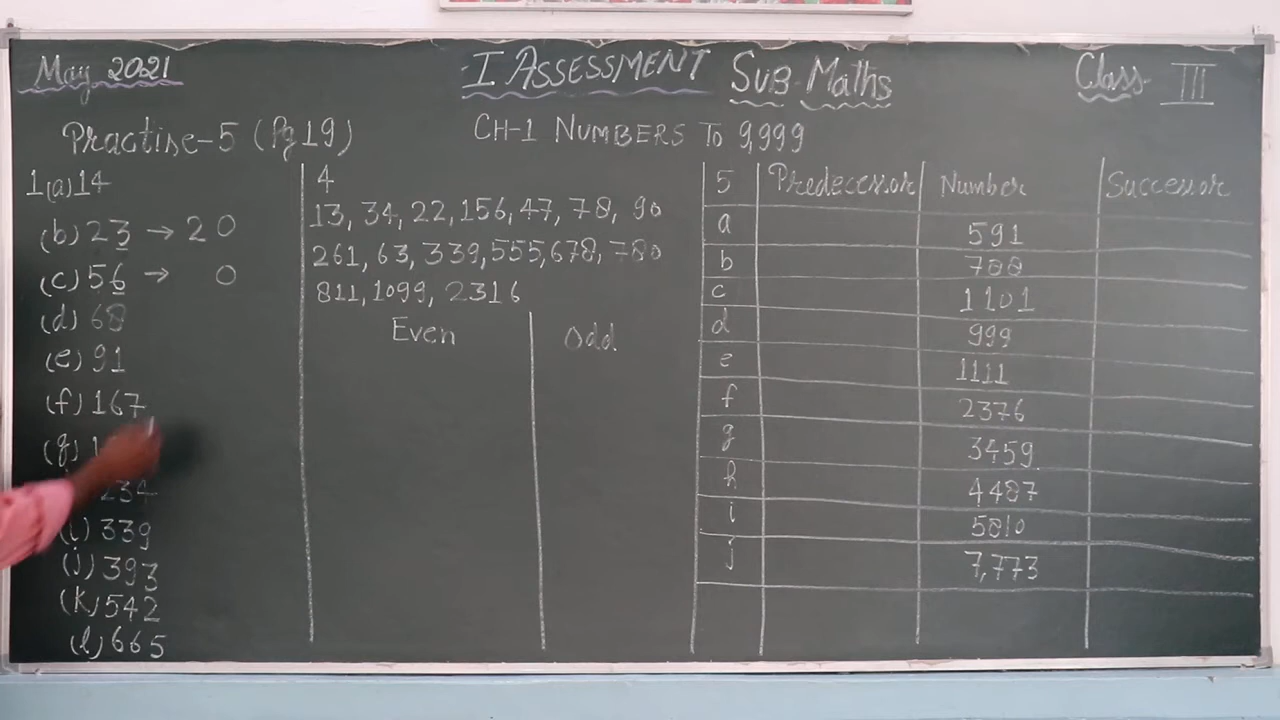 May 2021
I ASSESSMENT SUB-Maths
Class III
Practise-5 (Pg 19)
CH-1 NUMBERS TO 9,999
1(a) 14
(b) 23 → 20
(c) 56 → 0
(d) 68
(e) 91
(f) 167
(g) 1
234
(i) 339
(j) 393
(k) 542
(l) 665
4
13, 34, 22, 156, 47, 78, 90
261, 63, 339, 555, 678, 780
811, 1099, 2316
Even Odd
5 Predecessor Number Successor
a 591
b 788
c 1101
d 999
e 1111
f 2376
g 3459
h 4487
i 5810
j 7,773